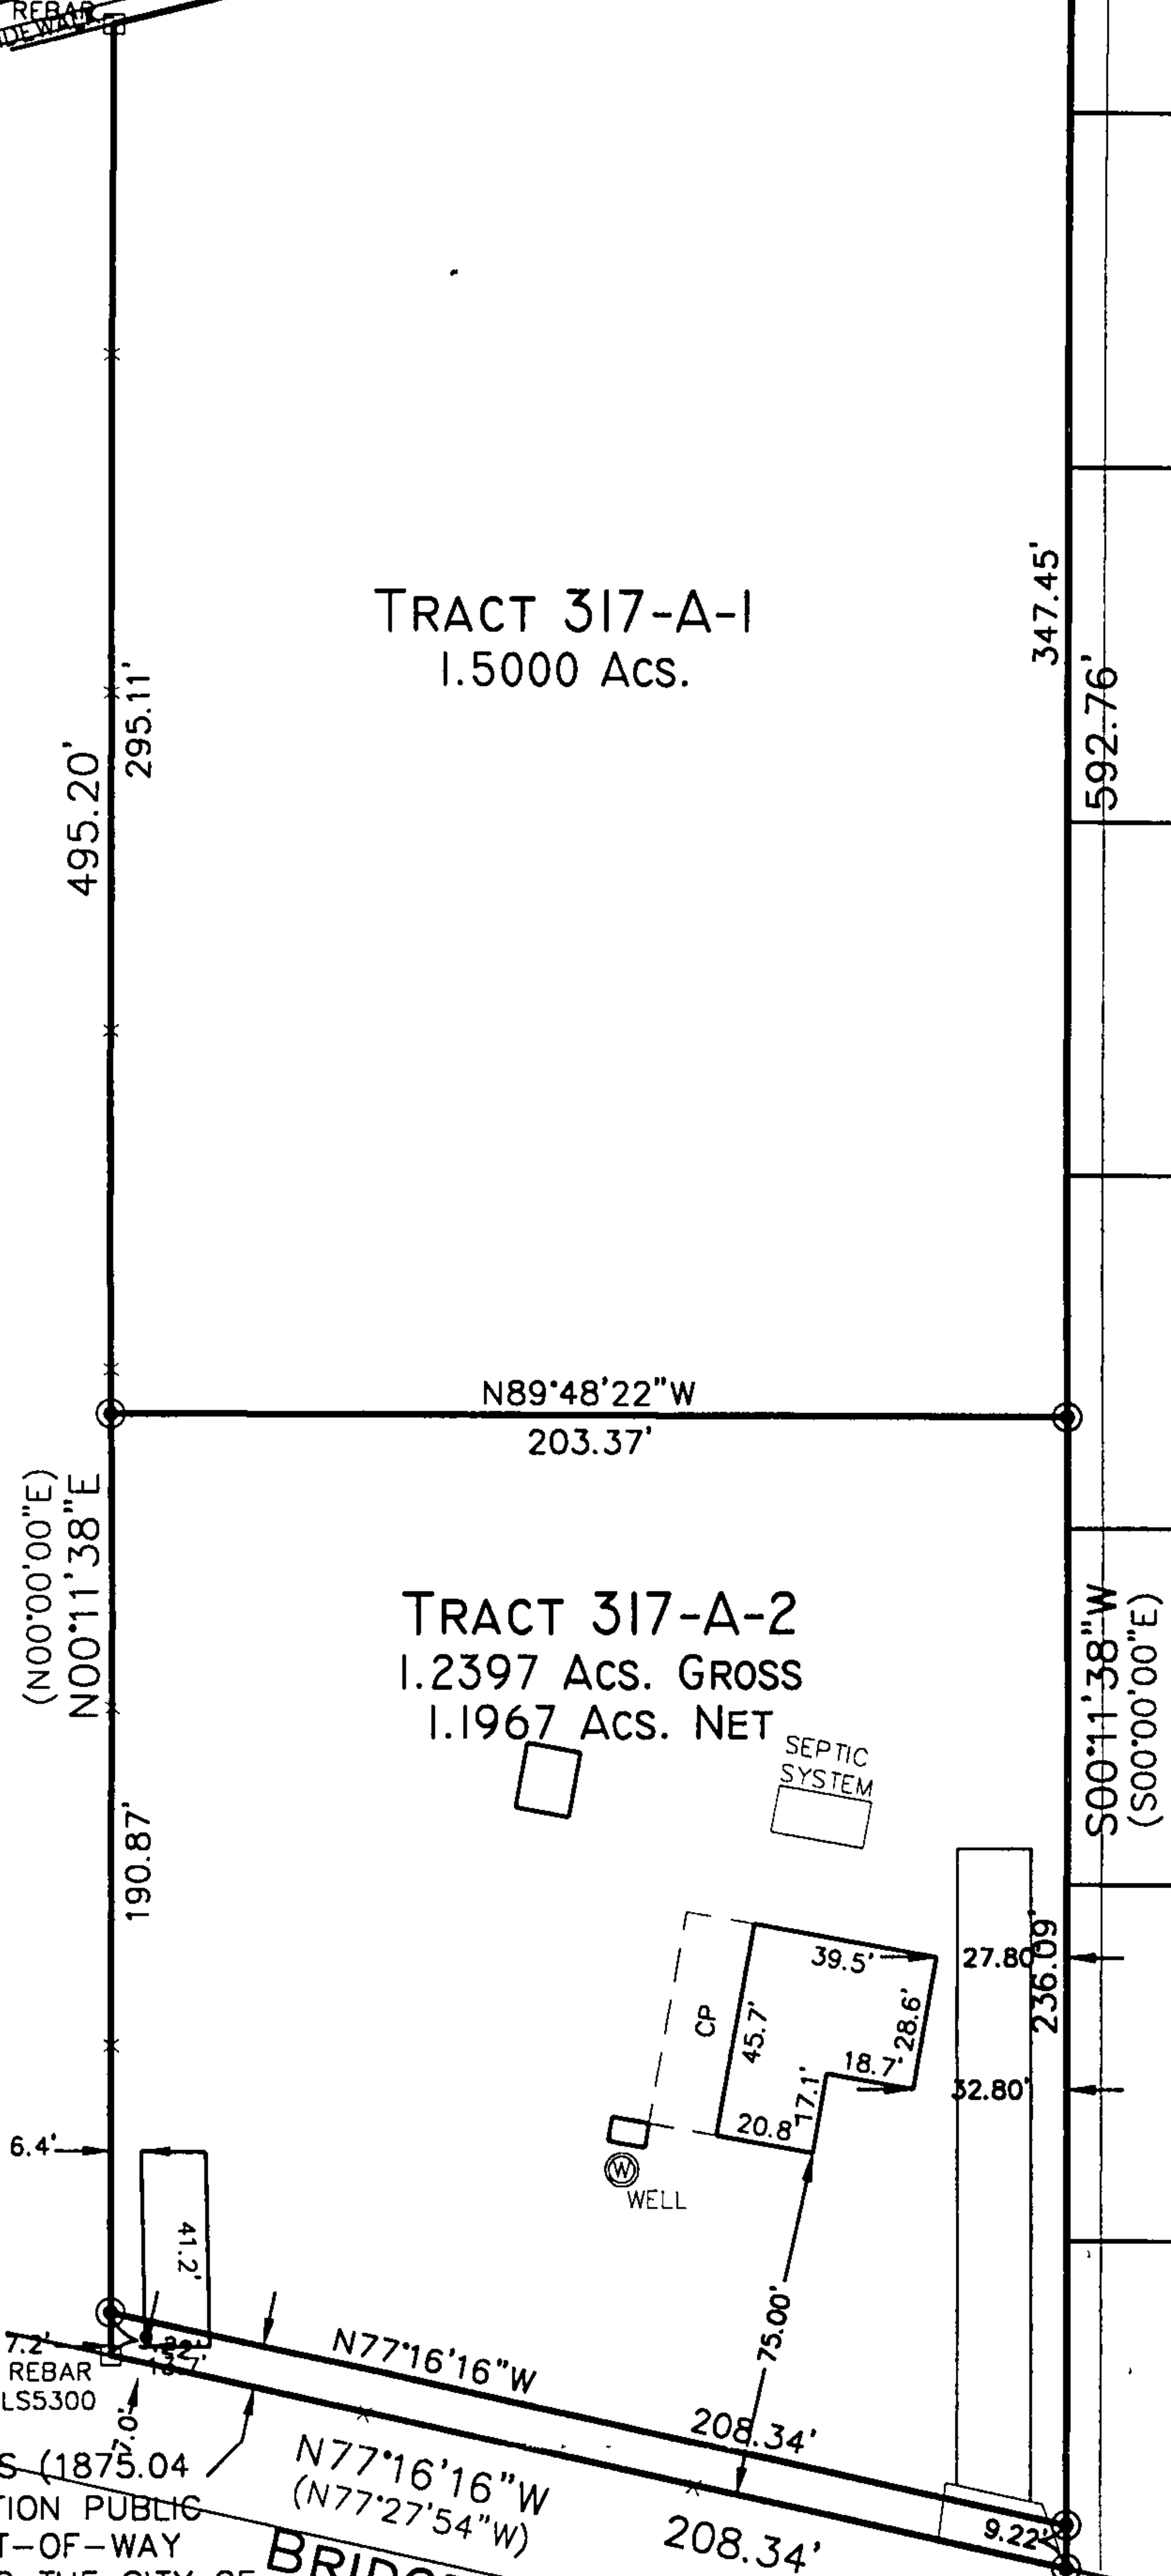 REBAR
TRACT 317-A-1
1.5000 ACS.
347.45'
592.76'
295.11'
495.20'
N89°48'22"W
203.37'
(N00°00'00"E)
N00°11'38"E
TRACT 317-A-2
1.2397 ACS. GROSS
1.1967 ACS. NET
S00°11'38"W
(S00°00'00"E)
SEPTIC
SYSTEM
190.87'
236.09'
39.5'
27.80'
CP
45.7'
28.6'
18.7'
32.80'
17.1'
20.8'
6.4'
W
WELL
41.2'
75.00'
7.2'
REBAR
LS5300
7.0'
N77°16'16"W
208.34'
S (1875.04
TION PUBLIC
T-OF-WAY
THE CITY OF
N77°16'16"W
(N77°27'54"W)
208.34'
9.22'